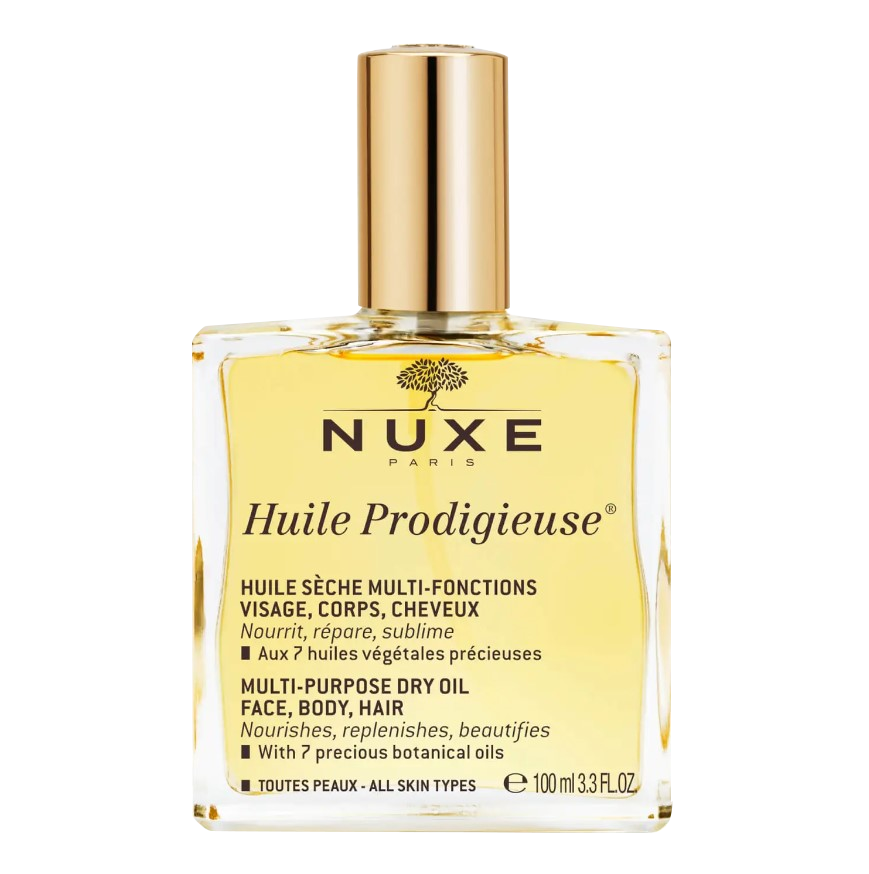 NUXE
PARIS
Huile Prodigieuse®
HUILE SÈCHE MULTI-FONCTIONS
VISAGE, CORPS, CHEVEUX
Nourrit, répare, sublime
■ Aux 7 huiles végétales précieuses
MULTI-PURPOSE DRY OIL
FACE, BODY, HAIR
Nourishes, replenishes, beautifies
■ With 7 precious botanical oils
■ TOUTES PEAUX - ALL SKIN TYPES ℮ 100 ml 3.3 FL.OZ.